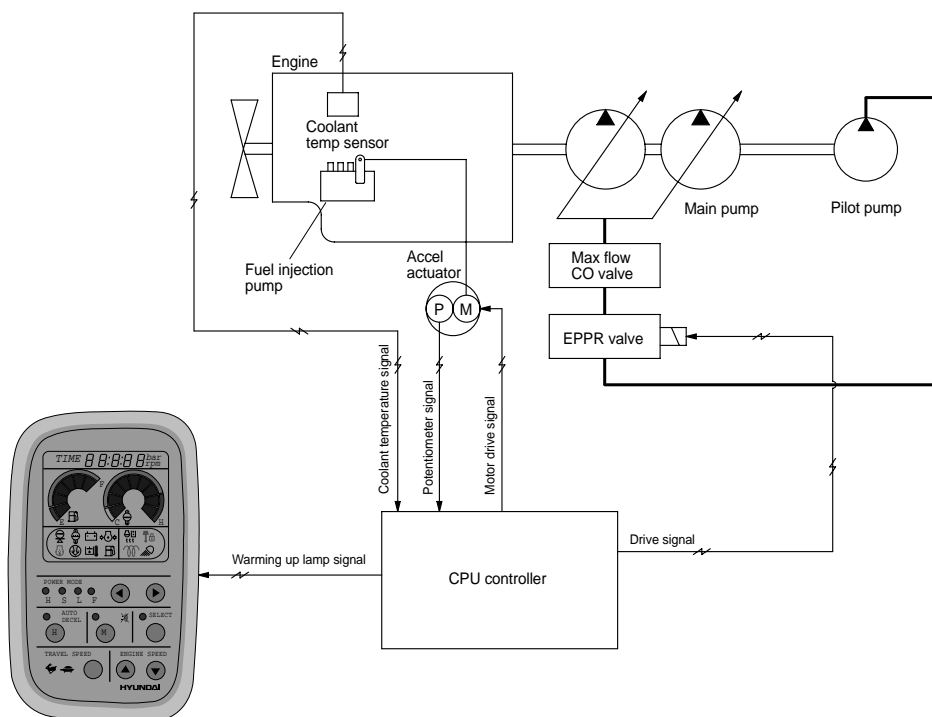 Engine
Coolant
temp sensor
Fuel injection
pump
Accel
actuator
P M
Main pump
Pilot pump
Max flow
CO valve
EPPR valve
Coolant temperature signal
Potentiometer signal
Motor drive signal
Drive signal
Warming up lamp signal
CPU controller
TIME 88:88 bar
rpm
F
E C H
POWER MODE
H S L F
AUTO
DECEL
SELECT
H M
TRAVEL SPEED
ENGINE SPEED
HYUNDAI